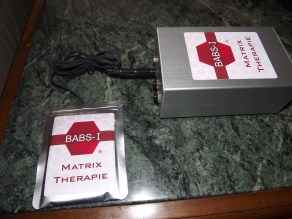 BABS-I
®
MATRIX
THERAPIE
BABS-I
®
MATRIX
THERAPIE